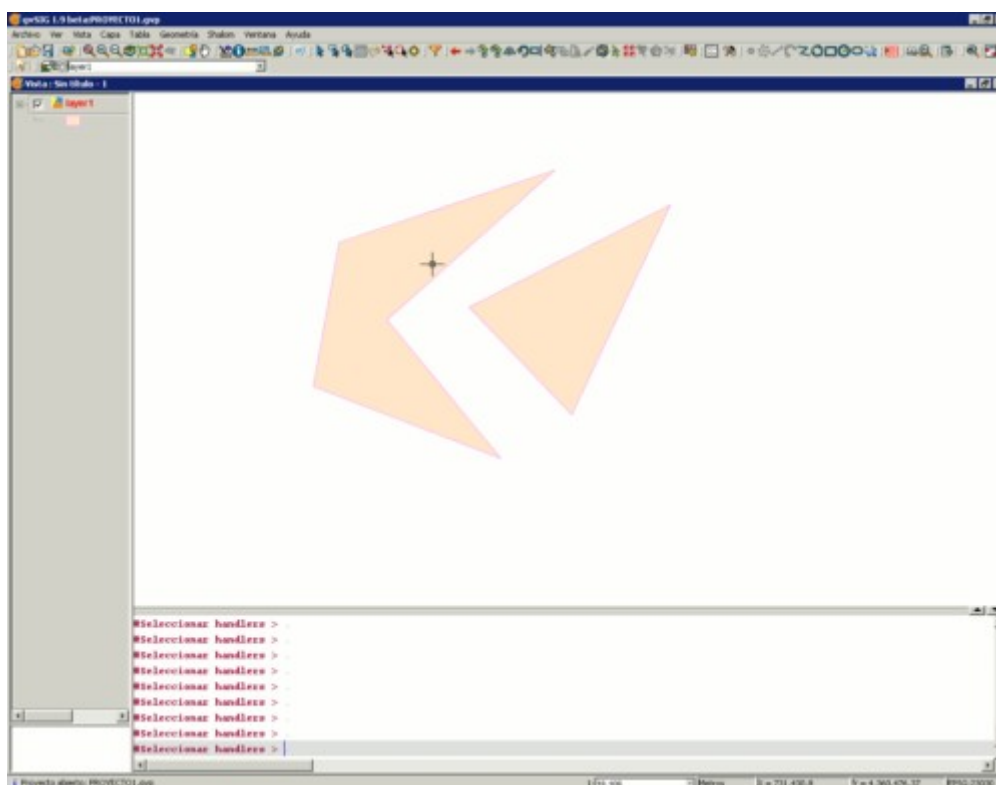 gvSIG 1.9 beta:PROYECTO1.gvp
Archivo Ver Vista Capa Tabla Geometría Shalom Ventana Ayuda
layer1
Vista : Sin título - 1
layer1
#Seleccionar handlers >
#Seleccionar handlers >
#Seleccionar handlers >
#Seleccionar handlers >
#Seleccionar handlers >
#Seleccionar handlers >
#Seleccionar handlers >
#Seleccionar handlers >
#Seleccionar handlers >
Proyecto abierto: PROYECTO1.gvp
Metros